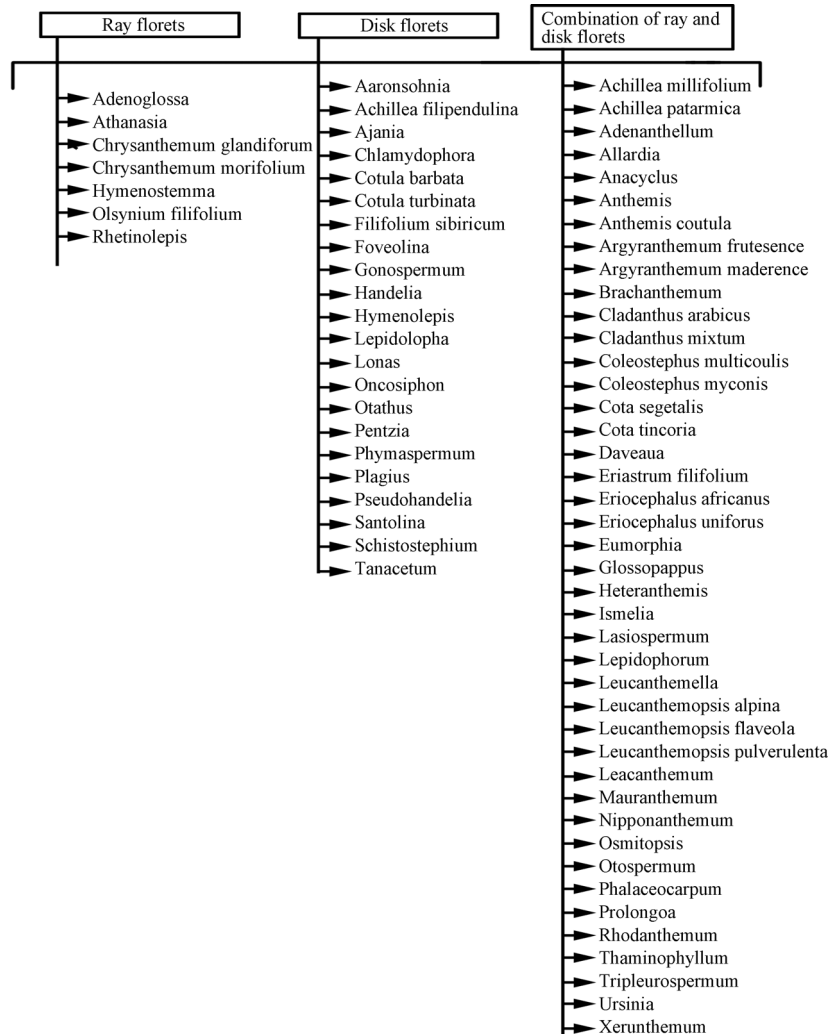 Ray florets
Adenoglossa
Athanasia
Chrysanthemum glandiforum
Chrysanthemum morifolium
Hymenostemma
Olsynium filifolium
Rhetinolepis
Disk florets
Aaronsohnia
Achillea filipendulina
Ajania
Chlamydophora
Cotula barbata
Cotula turbinata
Filifolium sibiricum
Foveolina
Gonospermum
Handelia
Hymenolepis
Lepidolopha
Lonas
Oncosiphon
Otathus
Pentzia
Phymaspermum
Plagius
Pseudohandelia
Santolina
Schistostephium
Tanacetum
Combination of ray and
disk florets
Achillea millifolium
Achillea patarmica
Adenanthellum
Allardia
Anacyclus
Anthemis
Anthemis coutula
Argyranthemum frutesence
Argyranthemum maderence
Brachanthemum
Cladanthus arabicus
Cladanthus mixtum
Coleostephus multicoulis
Coleostephus myconis
Cota segetalis
Cota tincoria
Daveaua
Eriastrum filifolium
Eriocephalus africanus
Eriocephalus uniforus
Eumorphia
Glossopappus
Heteranthemis
Ismelia
Lasiospermum
Lepidophorum
Leucanthemella
Leucanthemopsis alpina
Leucanthemopsis flaveola
Leucanthemopsis pulverulenta
Leacanthemum
Mauranthemum
Nipponanthemum
Osmitopsis
Otospermum
Phalaceocarpum
Prolongoa
Rhodanthemum
Thaminophyllum
Tripleurospermum
Ursinia
Xerunthemum